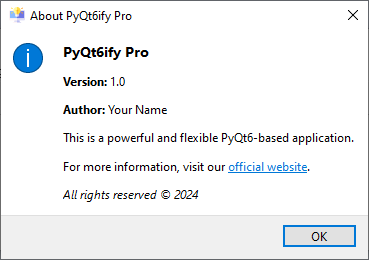 About PyQt6ify Pro
PyQt6ify Pro
Version: 1.0
Author: Your Name
This is a powerful and flexible PyQt6-based application.
For more information, visit our official website.
All rights reserved © 2024
OK